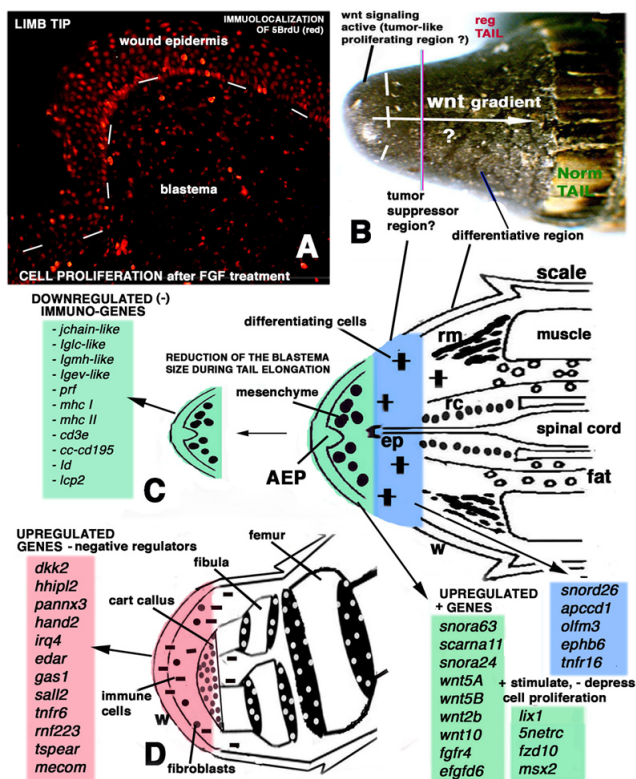 LIMB TIP
IMMUOLOCALIZATION
OF 5BrdU (red)
wound epidermis
blastema
A
CELL PROLIFERATION after FGF treatment
wnt signaling
active (tumor-like
proliferating region ?)
reg
TAIL
wnt gradient
?
Norm
TAIL
B
tumor
suppressor
region?
differentiative region
DOWNREGULATED (-)
IMMUNO-GENES
- jchain-like
- Iglc-like
- Igmh-like
- Igev-like
- prf
- mhc I
- mhc II
- cd3e
- cc-cd195
- Id
- lcp2
C
differentiating cells
REDUCTION OF THE BLASTEMA
SIZE DURING TAIL ELONGATION
mesenchyme
AEP
ep
scale
rm
muscle
rc
spinal cord
fat
w
UPREGULATED
GENES - negative regulators
dkk2
hhipl2
pannx3
hand2
irq4
edar
gas1
sall2
tnfr6
rnf223
tspear
mecom
femur
fibula
cart callus
immune
cells
w
D
fibroblasts
UPREGULATED
+ GENES
snora63
scarna11
snora24
wnt5A
wnt5B
wnt2b
wnt10
fgfr4
efgfd6
snord26
apccd1
olfm3
ephb6
tnfr16
+ stimulate, - depress
cell proliferation
lix1
5netrc
fzd10
msx2